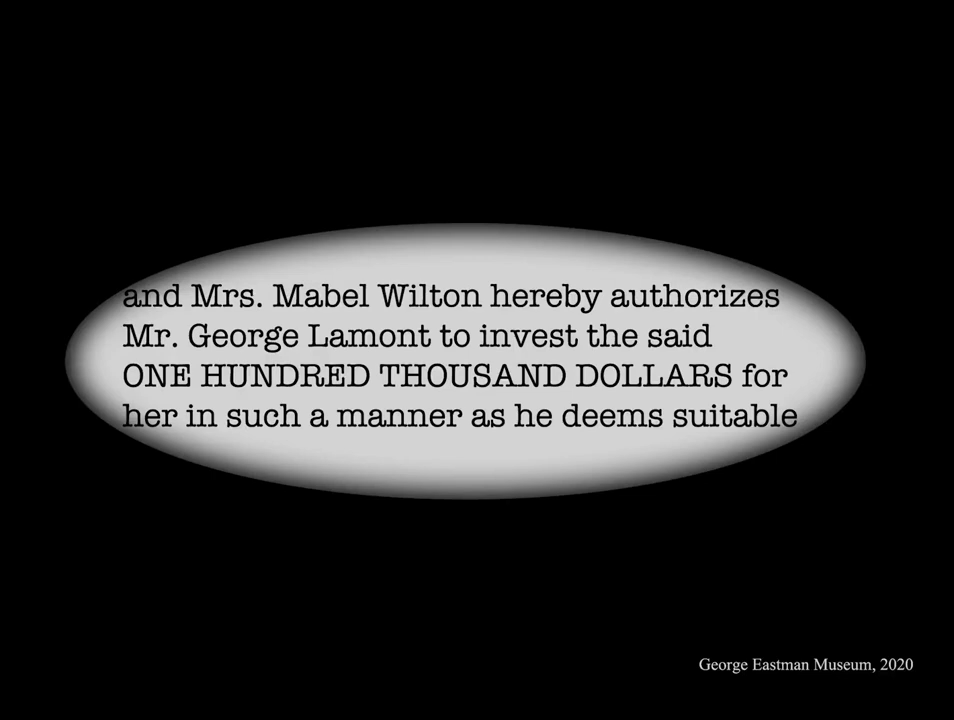 and Mrs. Mabel Wilton hereby authorizes
Mr. George Lamont to invest the said
ONE HUNDRED THOUSAND DOLLARS for
her in such a manner as he deems suitable
George Eastman Museum, 2020